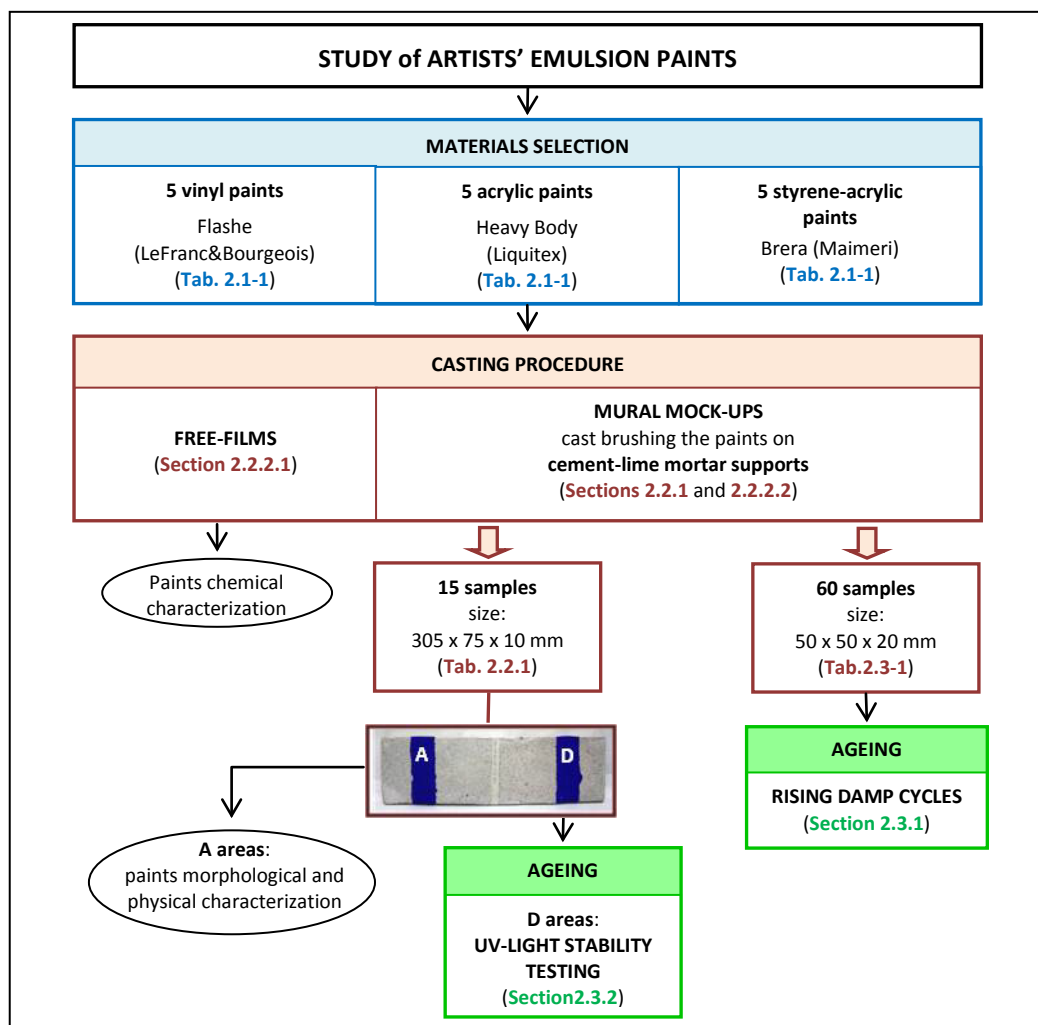 STUDY of ARTISTS’ EMULSION PAINTS
MATERIALS SELECTION
5 vinyl paints
Flashe
(LeFranc&Bourgeois)
(Tab. 2.1-1)
5 acrylic paints
Heavy Body
(Liquitex)
(Tab. 2.1-1)
5 styrene-acrylic
paints
Brera (Maimeri)
(Tab. 2.1-1)
CASTING PROCEDURE
FREE-FILMS
(Section 2.2.2.1)
MURAL MOCK-UPS
cast brushing the paints on
cement-lime mortar supports
(Sections 2.2.1 and 2.2.2.2)
Paints chemical
characterization
15 samples
size:
305 x 75 x 10 mm
(Tab. 2.2.1)
60 samples
size:
50 x 50 x 20 mm
(Tab.2.3-1)
A
D
A areas:
paints morphological and
physical characterization
AGEING
D areas:
UV-LIGHT STABILITY
TESTING
(Section2.3.2)
AGEING
RISING DAMP CYCLES
(Section 2.3.1)